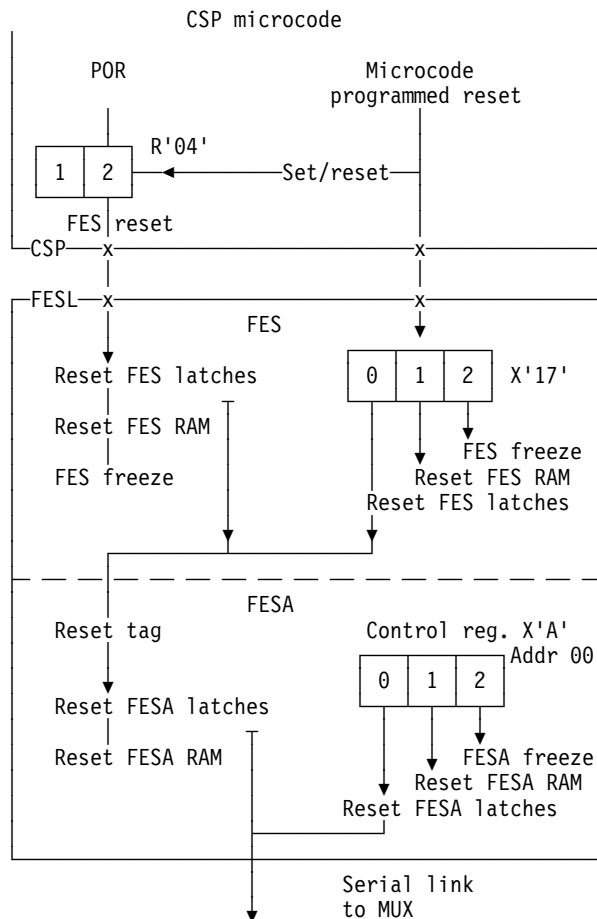 CSP microcode
POR
Microcode
programmed reset
R'04'
1 2
Set/reset
FES reset
CSP x x
FESL x x
FES
Reset FES latches
0 1 2 X'17'
Reset FES RAM
FES freeze
FES freeze
Reset FES RAM
Reset FES latches
FESA
Reset tag
Control reg. X'A'
Addr 00
0 1 2
Reset FESA latches
Reset FESA RAM
FESA freeze
Reset FESA RAM
Reset FESA latches
Serial link
to MUX